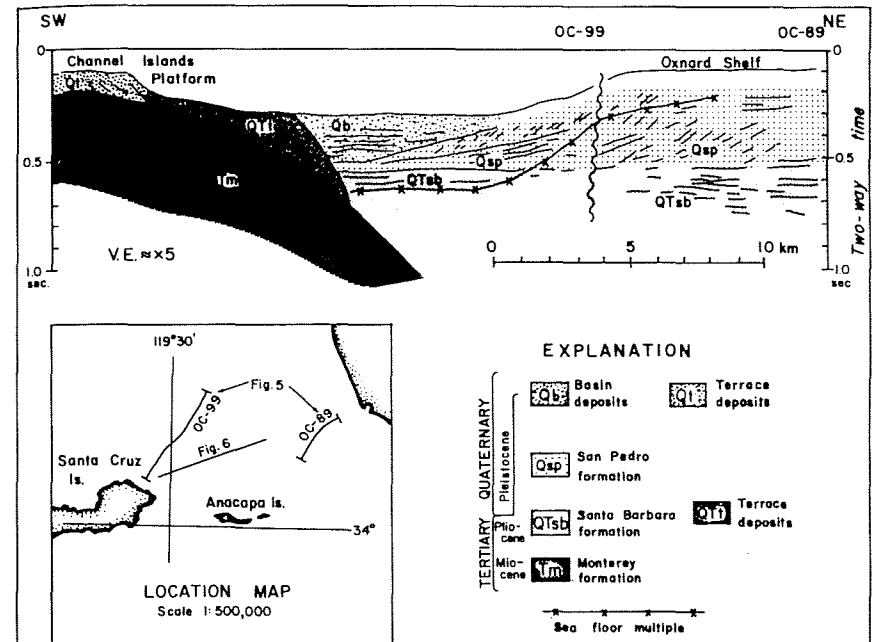 SW
OC-99
OC-89
NE
0
Channel Islands
Platform
Qt
Oxnard Shelf
0
QTt
Qb
Qsp
Qsp
0.5
Tm
QTsb
QTsb
0.5
Two-way time
V.E. ≈ x5
0 5 10 km
1.0
sec.
1.0
sec
119°30'
Fig. 5
OC-99
OC-89
Fig. 6
Santa Cruz
Is.
Anacapa Is.
34°
LOCATION MAP
Scale 1:500,000
EXPLANATION
QUATERNARY
Pleistocene
TERTIARY
Plio-
cene
Mio-
cene
Qb Basin
deposits
Qt Terrace
deposits
Qsp San Pedro
formation
QTsb Santa Barbara
formation
QTt Terrace
deposits
Tm Monterey
formation
Sea floor multiple